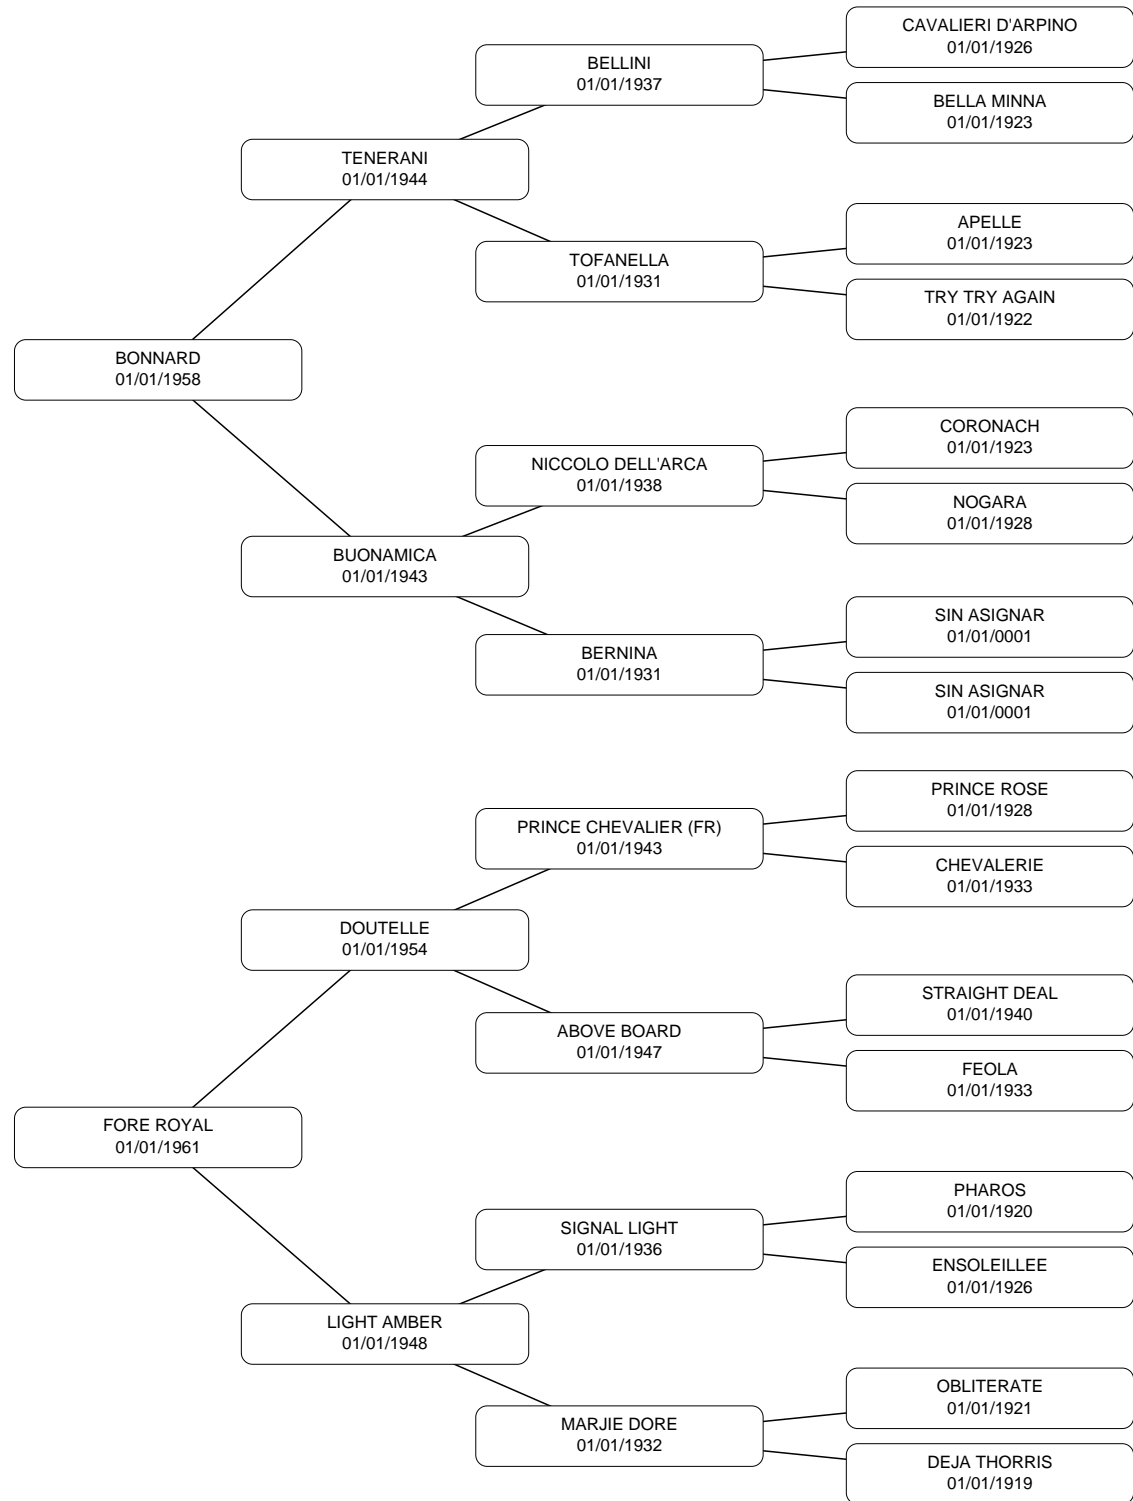 CAVALIERI D'ARPINO
01/01/1926
BELLINI
01/01/1937
BELLA MINNA
01/01/1923
TENERANI
01/01/1944
APELLE
01/01/1923
TOFANELLA
01/01/1931
TRY TRY AGAIN
01/01/1922
BONNARD
01/01/1958
CORONACH
01/01/1923
NICCOLO DELL'ARCA
01/01/1938
NOGARA
01/01/1928
BUONAMICA
01/01/1943
SIN ASIGNAR
01/01/0001
BERNINA
01/01/1931
SIN ASIGNAR
01/01/0001
PRINCE ROSE
01/01/1928
PRINCE CHEVALIER (FR)
01/01/1943
CHEVALERIE
01/01/1933
DOUTELLE
01/01/1954
STRAIGHT DEAL
01/01/1940
ABOVE BOARD
01/01/1947
FEOLA
01/01/1933
FORE ROYAL
01/01/1961
PHAROS
01/01/1920
SIGNAL LIGHT
01/01/1936
ENSOLEILLEE
01/01/1926
LIGHT AMBER
01/01/1948
OBLITERATE
01/01/1921
MARJIE DORE
01/01/1932
DEJA THORRIS
01/01/1919